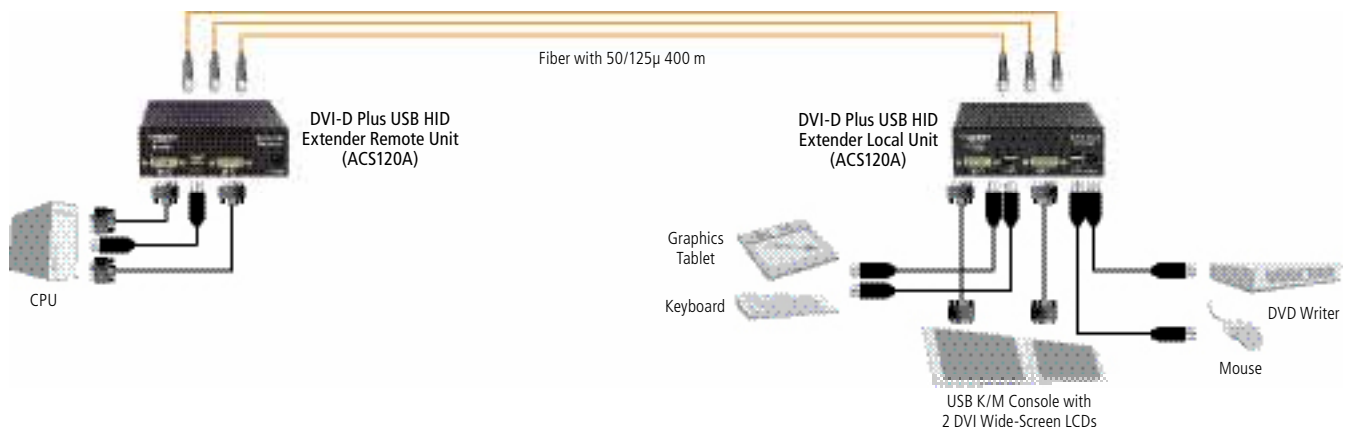 Fiber with 50/125µ 400 m
DVI-D Plus USB HID
Extender Remote Unit
(ACS120A)
DVI-D Plus USB HID
Extender Local Unit
(ACS120A)
CPU
Graphics
Tablet
Keyboard
DVD Writer
Mouse
USB K/M Console with
2 DVI Wide-Screen LCDs